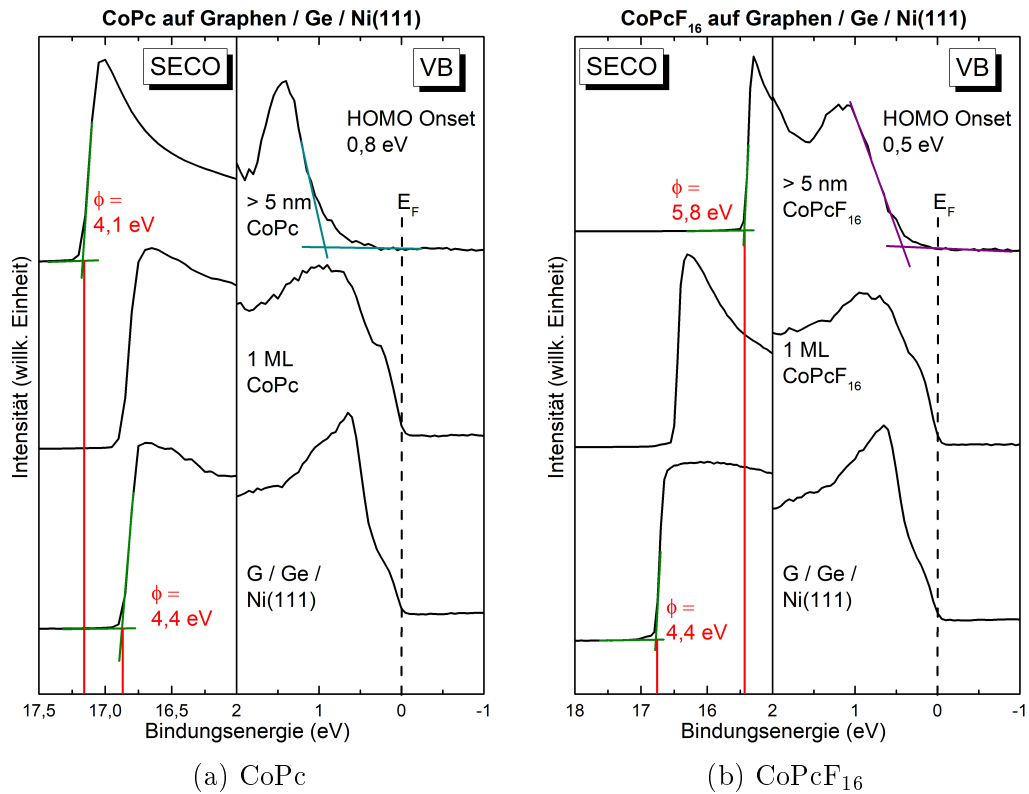 CoPc auf Graphen / Ge / Ni(111)
SECO
VB
HOMO Onset
0,8 eV
ϕ =
4,1 eV
> 5 nm
CoPc
E_F
1 ML
CoPc
ϕ =
4,4 eV
G / Ge /
Ni(111)
Intensität (willk. Einheit)
17,5 17,0 16,5 2 1 0 -1
Bindungsenergie (eV)
(a) CoPc
CoPcF₁₆ auf Graphen / Ge / Ni(111)
SECO
VB
HOMO Onset
0,5 eV
ϕ =
5,8 eV
> 5 nm
CoPcF₁₆
E_F
1 ML
CoPcF₁₆
ϕ =
4,4 eV
G / Ge /
Ni(111)
Intensität (willk. Einheit)
18 16 2 1 0 -1
Bindungsenergie (eV)
(b) CoPcF₁₆